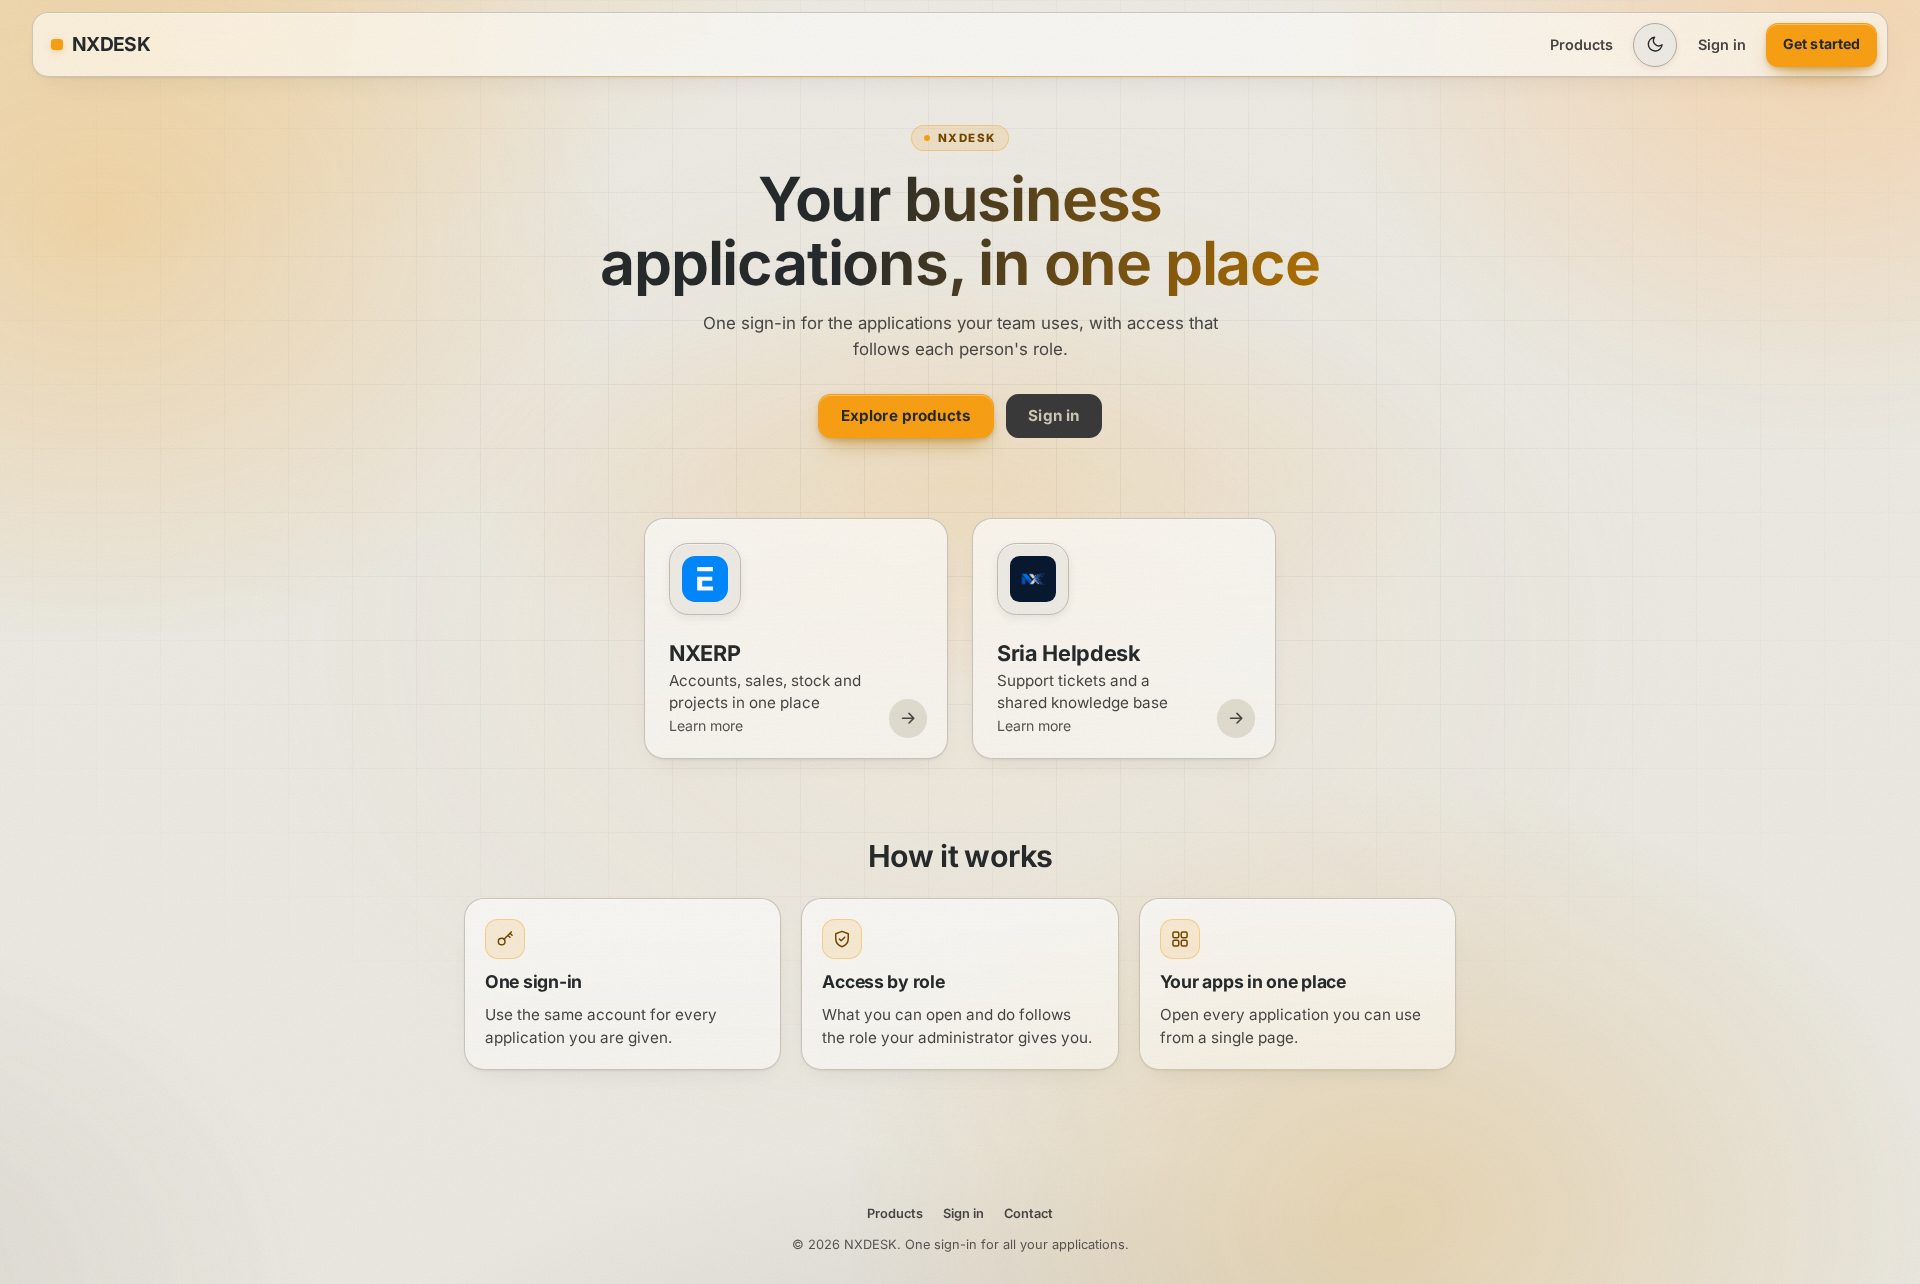 NXDESK
Products
Sign in
Get started
NXDESK
Your business
applications, in one place
One sign-in for the applications your team uses, with access that
follows each person's role.
Explore products
Sign in
E
NXERP
Accounts, sales, stock and
projects in one place
Learn more
NX
Sria Helpdesk
Support tickets and a
shared knowledge base
Learn more
How it works
One sign-in
Use the same account for every
application you are given.
Access by role
What you can open and do follows
the role your administrator gives you.
Your apps in one place
Open every application you can use
from a single page.
Products
Sign in
Contact
© 2026 NXDESK. One sign-in for all your applications.